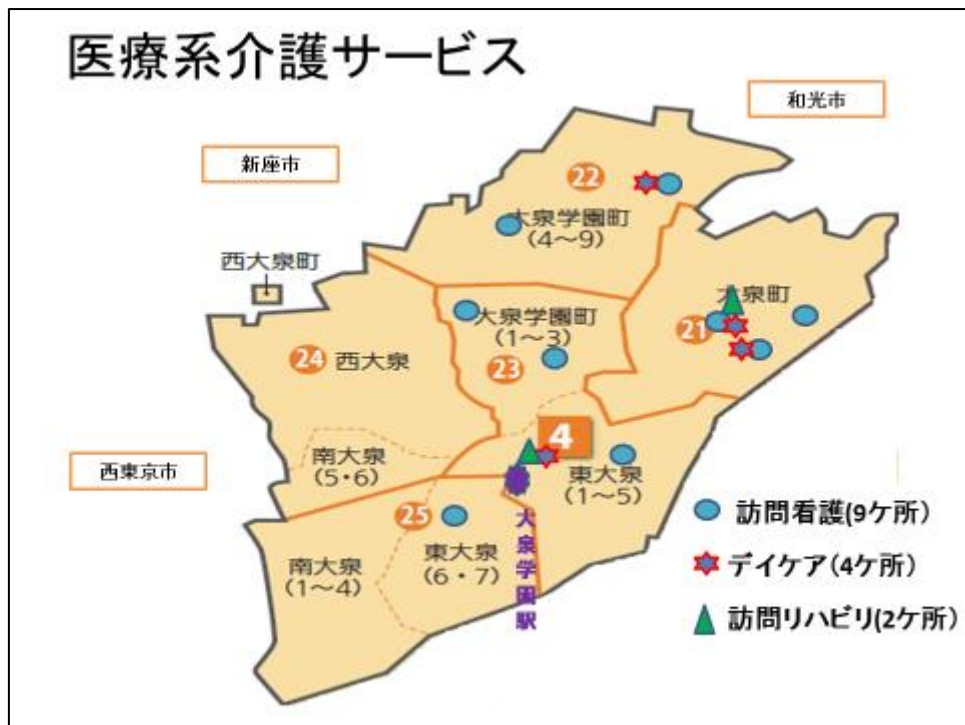 医療系介護サービス
和光市
新座市
22
大泉学園町
(4～9)
西大泉町
大泉町
21
大泉学園町
(1～3)
23
24 西大泉
4
南大泉
(5・6)
西東京市
東大泉
(1～5)
25
東大泉
(6・7)
南大泉
(1～4)
大泉学園駅
訪問看護(9ケ所)
デイケア(4ケ所)
訪問リハビリ(2ケ所)